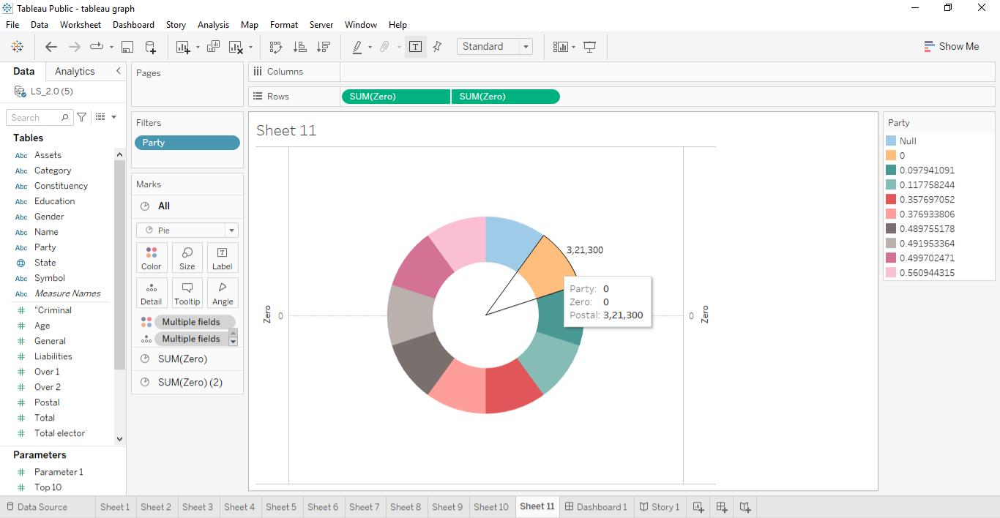 Tableau Public - tableau graph
File Data Worksheet Dashboard Story Analysis Map Format Server Window Help
Standard
Show Me
Data Analytics
LS_2.0 (5)
Search
Tables
Abc Assets
Abc Category
Abc Constituency
Abc Education
Abc Gender
Abc Name
Abc Party
State
Abc Symbol
Abc Measure Names
# "Criminal
# Age
# General
# Liabilities
# Over 1
# Over 2
# Postal
# Total
# Total elector
Parameters
# Parameter 1
# Top 10
Pages
Filters
Party
Marks
All
Pie
Color Size Label
Detail Tooltip Angle
Multiple fields
Multiple fields
SUM(Zero)
SUM(Zero) (2)
Columns
Rows SUM(Zero) SUM(Zero)
Sheet 11
Zero
0
3,21,300
Party: 0
Zero: 0
Postal: 3,21,300
0
Zero
Party
Null
0
0.097941091
0.117758244
0.357697052
0.376933806
0.489755178
0.491953364
0.499702471
0.560944315
Data Source Sheet 1 Sheet 2 Sheet 3 Sheet 4 Sheet 5 Sheet 6 Sheet 7 Sheet 8 Sheet 9 Sheet 10 Sheet 11 Dashboard 1 Story 1